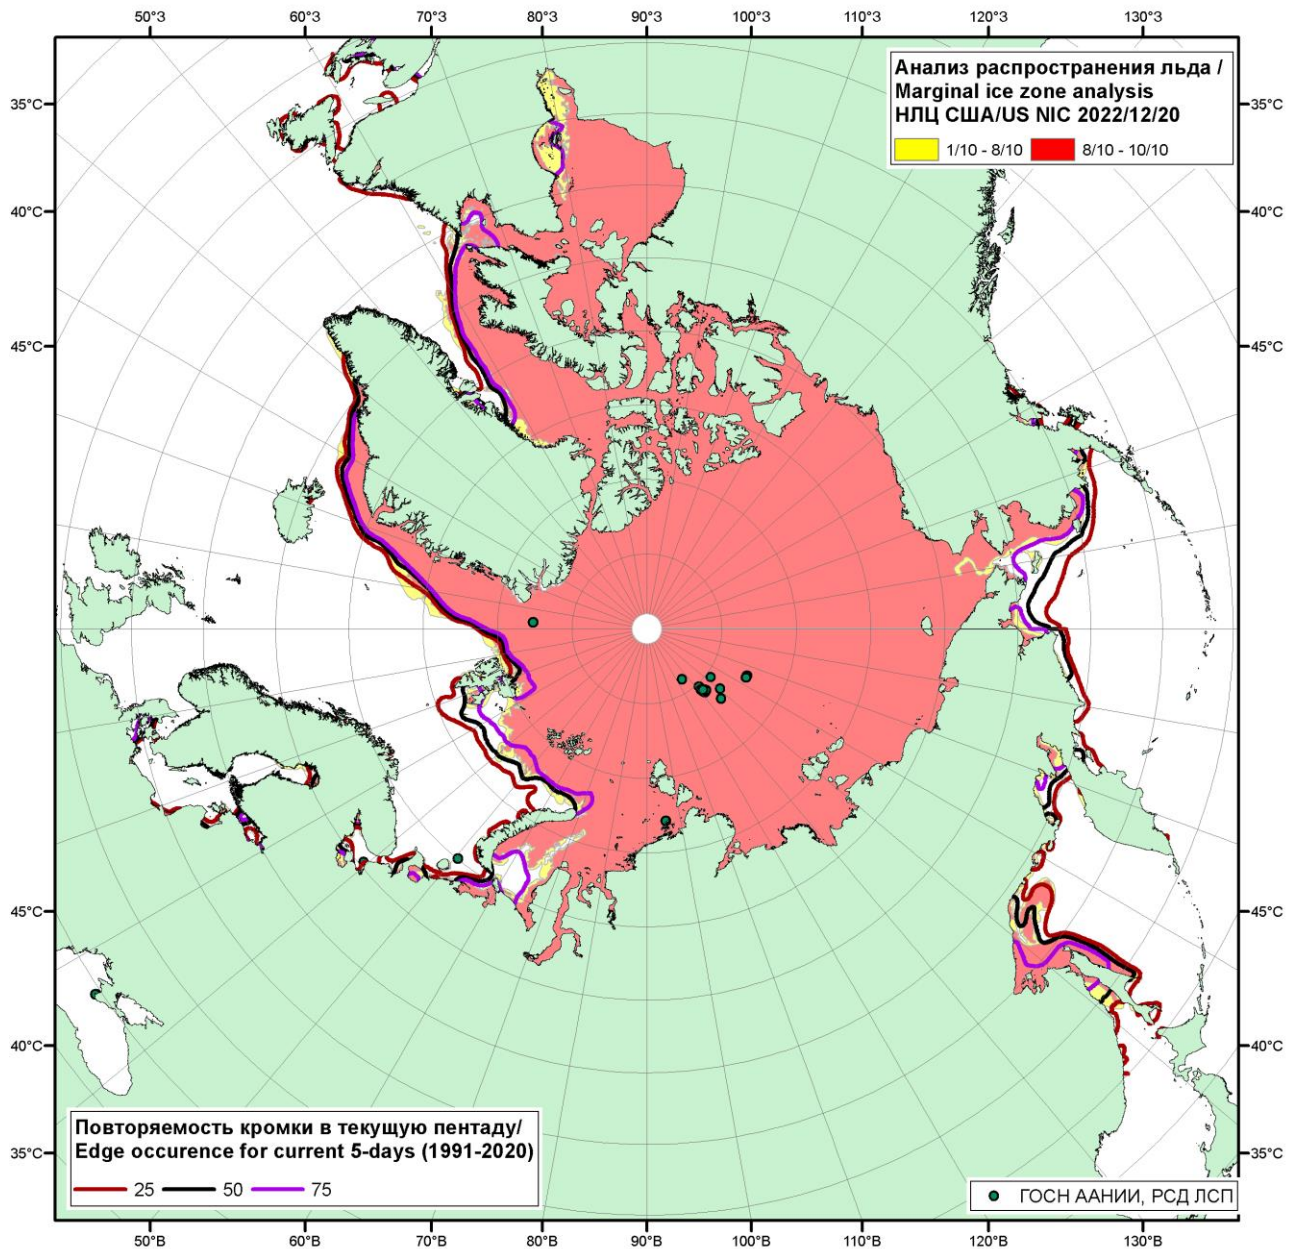 50°З 60°З 70°З 80°З 90°З 100°З 110°З 120°З 130°З
Анализ распространения льда /
Marginal ice zone analysis
НЛЦ США/US NIC 2022/12/20
1/10 - 8/10 8/10 - 10/10
35°С 35°С
40°С 40°С
45°С 45°С
45°С 45°С
40°С 40°С
35°С 35°С
Повторяемость кромки в текущую пентаду/
Edge occurence for current 5-days (1991-2020)
25 50 75
ГОСН ААНИИ, РСД ЛСП
50°В 60°В 70°В 80°В 90°В 100°В 110°В 120°В 130°В